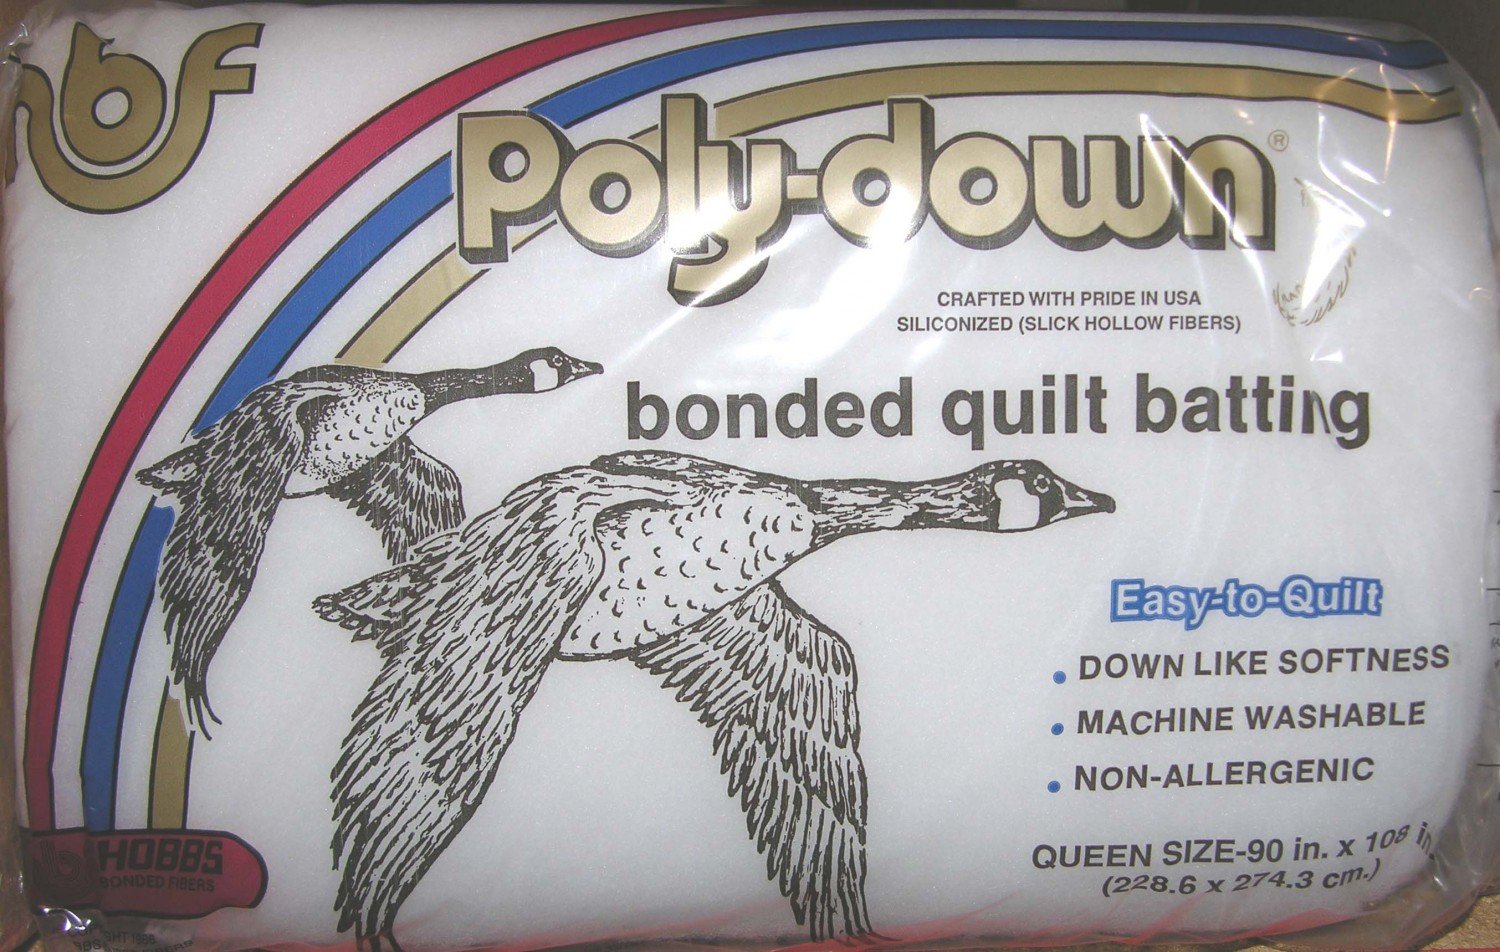 hbf
Poly-down®
CRAFTED WITH PRIDE IN USA
SILICONIZED (SLICK HOLLOW FIBERS)
bonded quilt batting
Easy-to-Quilt
• DOWN LIKE SOFTNESS
• MACHINE WASHABLE
• NON-ALLERGENIC
QUEEN SIZE-90 in. x 108 in.
(228.6 x 274.3 cm.)
HOBBS
BONDED FIBERS